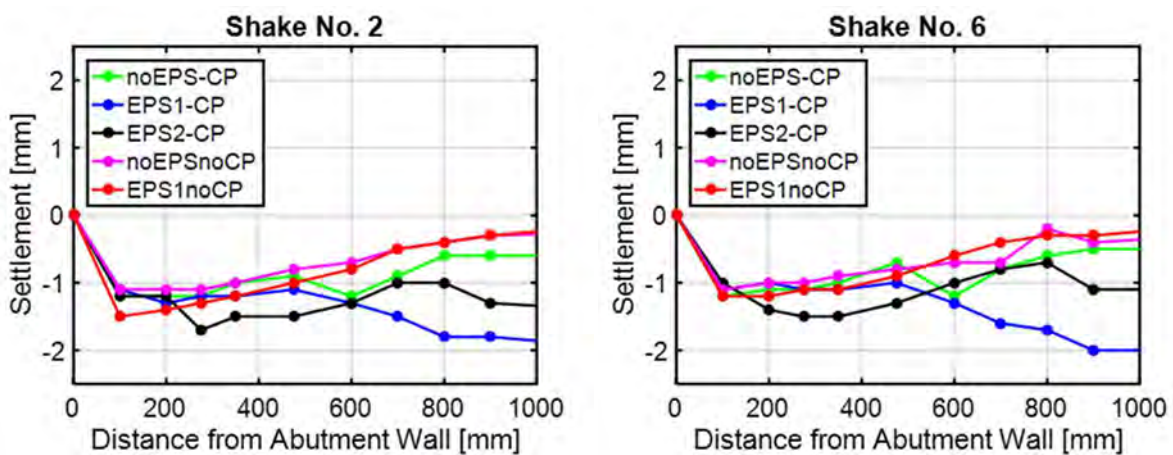 Shake No. 2
2
1
0
-1
-2
Settlement [mm]
noEPS-CP
EPS1-CP
EPS2-CP
noEPSnoCP
EPS1noCP
0 200 400 600 800 1000
Distance from Abutment Wall [mm]
Shake No. 6
2
1
0
-1
-2
Settlement [mm]
noEPS-CP
EPS1-CP
EPS2-CP
noEPSnoCP
EPS1noCP
0 200 400 600 800 1000
Distance from Abutment Wall [mm]